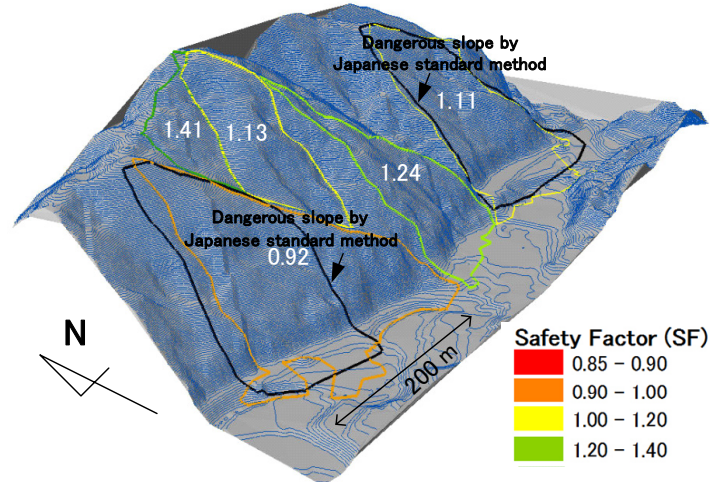 Dangerous slope by
Japanese standard method
1.11
1.41
1.13
1.24
Dangerous slope by
Japanese standard method
0.92
N
200 m
Safety Factor (SF)
0.85 - 0.90
0.90 - 1.00
1.00 - 1.20
1.20 - 1.40